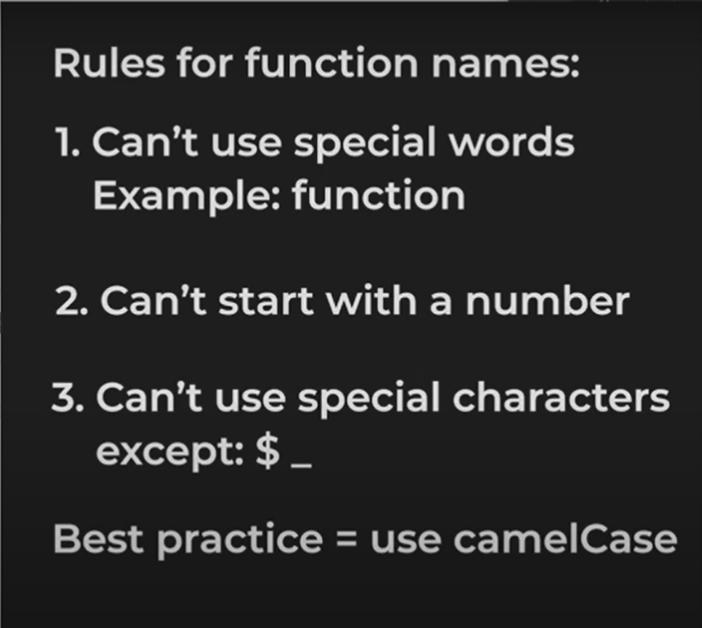 Rules for function names:
1. Can’t use special words
Example: function
2. Can’t start with a number
3. Can’t use special characters
except: $ _
Best practice = use camelCase